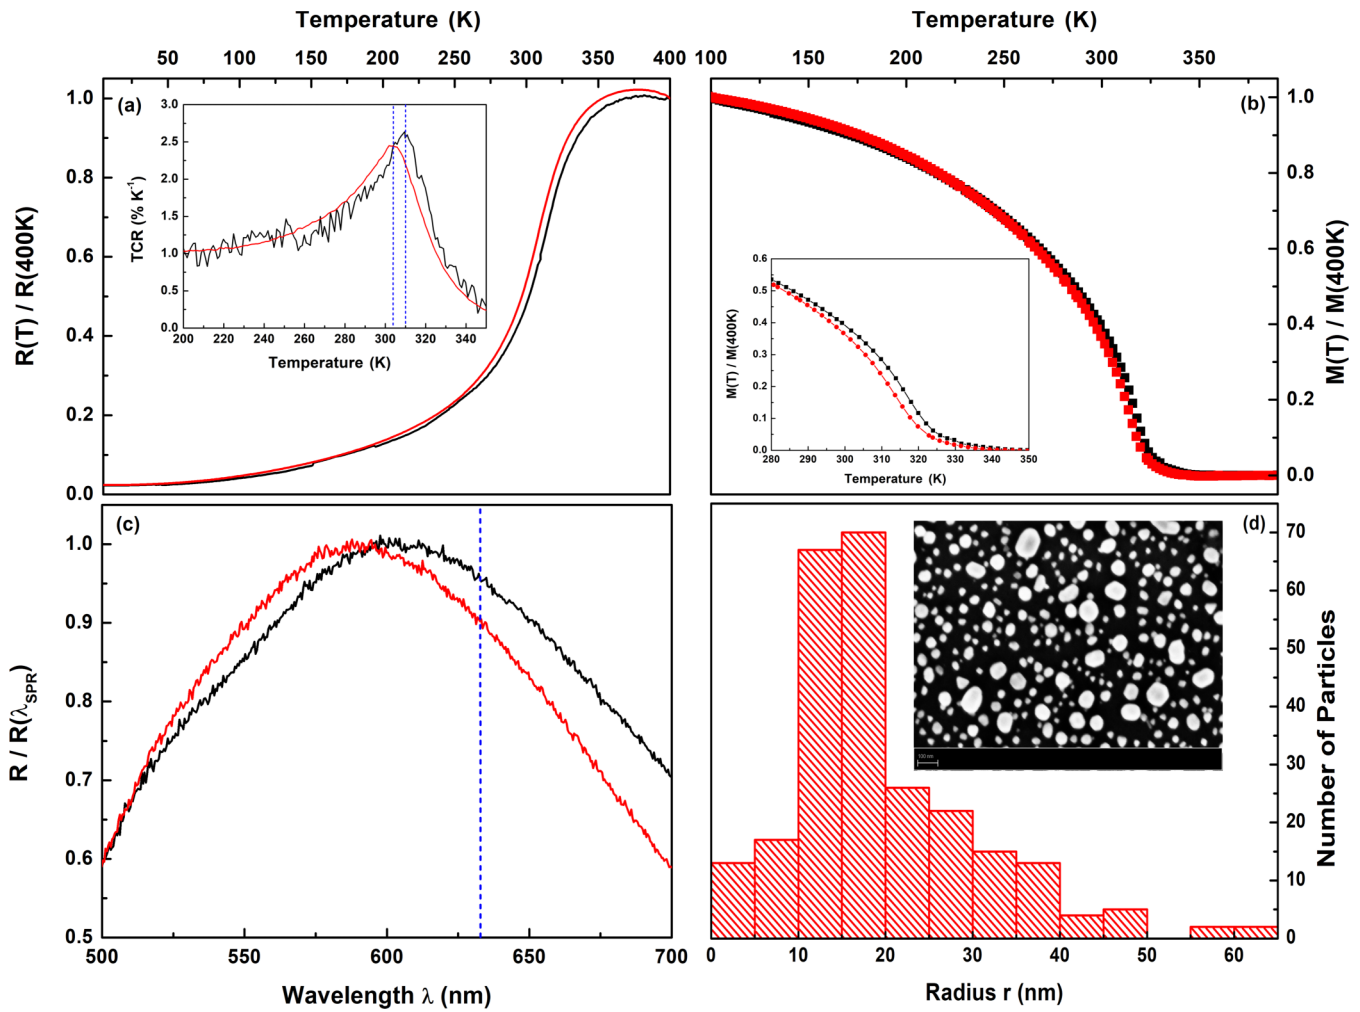 Temperature (K)
50 100 150 200 250 300 350 400
(a)
R(T) / R(400K)
1.0
0.8
0.6
0.4
0.2
0.0
TCR (% K-1)
3.0
2.5
2.0
1.5
1.0
0.5
0.0
200 220 240 260 280 300 320 340
Temperature (K)
Temperature (K)
100 150 200 250 300 350
(b)
1.0
0.8
0.6
0.4
0.2
0.0
M(T) / M(400K)
M(T) / M(400K)
0.6
0.5
0.4
0.3
0.2
0.1
0.0
280 290 300 310 320 330 340 350
Temperature (K)
(c)
R / R(λSPR)
1.0
0.9
0.8
0.7
0.6
0.5
500 550 600 650 700
Wavelength λ (nm)
(d)
70
60
50
40
30
20
10
0
Number of Particles
100 nm
0 10 20 30 40 50 60
Radius r (nm)